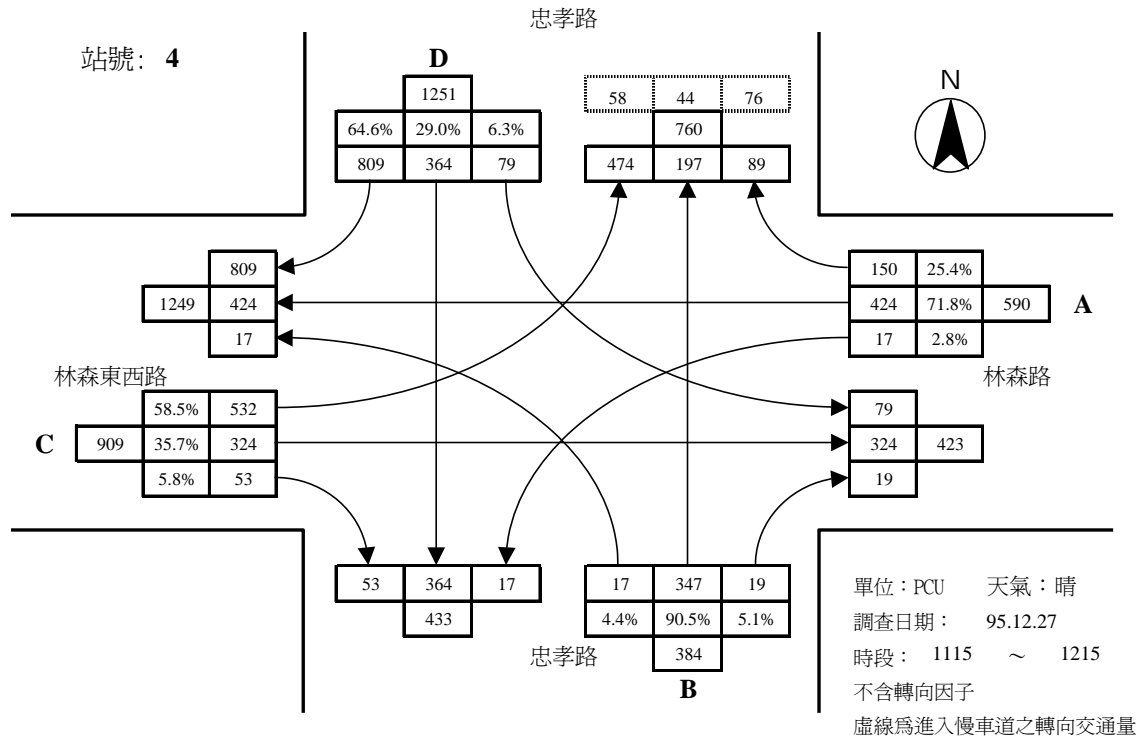 忠孝路
站號: 4
D
N
1251
58 44 76
64.6% 29.0% 6.3%
760
809 364 79
474 197 89
809
150 25.4%
1249 424
424 71.8% 590
A
17
17 2.8%
林森東西路
林森路
58.5% 532
79
C
909 35.7% 324
324 423
5.8% 53
19
53 364 17
17 347 19
433
4.4% 90.5% 5.1%
忠孝路
384
B
單位：PCU 天氣：晴
調查日期： 95.12.27
時段： 1115 ～ 1215
不含轉向因子
虛線爲進入慢車道之轉向交通量